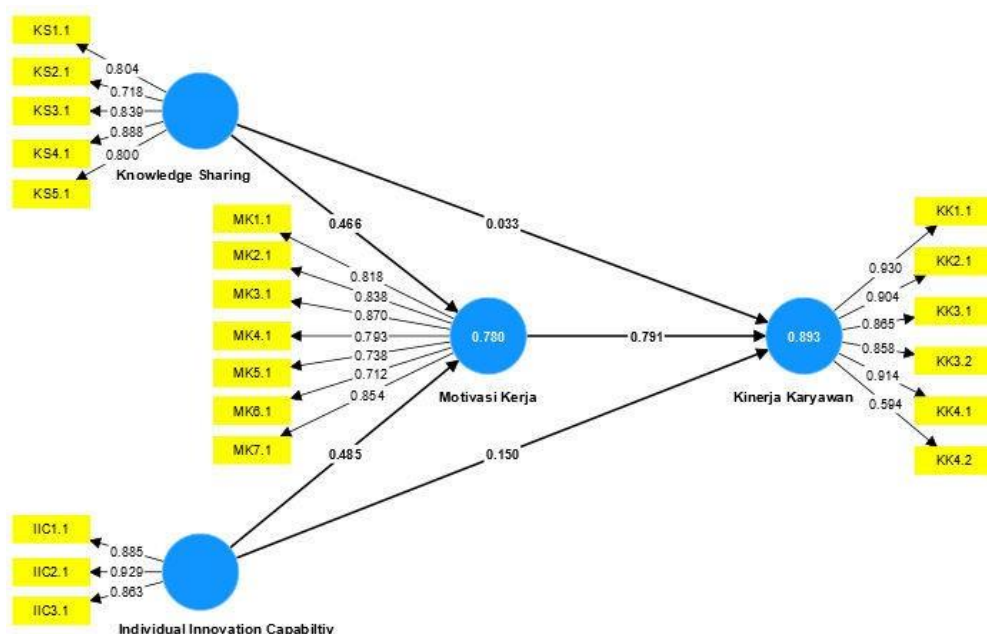 KS1.1
0.804
KS2.1
0.718
KS3.1
0.839
KS4.1
0.888
0.800
KS5.1
Knowledge Sharing
0.466
0.033
MK1.1
0.818
MK2.1
0.838
MK3.1
0.870
MK4.1
0.793
MK5.1
0.738
MK6.1
0.712
MK7.1
0.854
0.780
Motivasi Kerja
0.791
0.893
Kinerja Karyawan
KK1.1
0.930
KK2.1
0.904
KK3.1
0.865
KK3.2
0.858
KK4.1
0.914
KK4.2
0.594
0.485
0.150
IIC1.1
0.885
IIC2.1
0.929
IIC3.1
0.863
Individual Innovation Capabiltiy